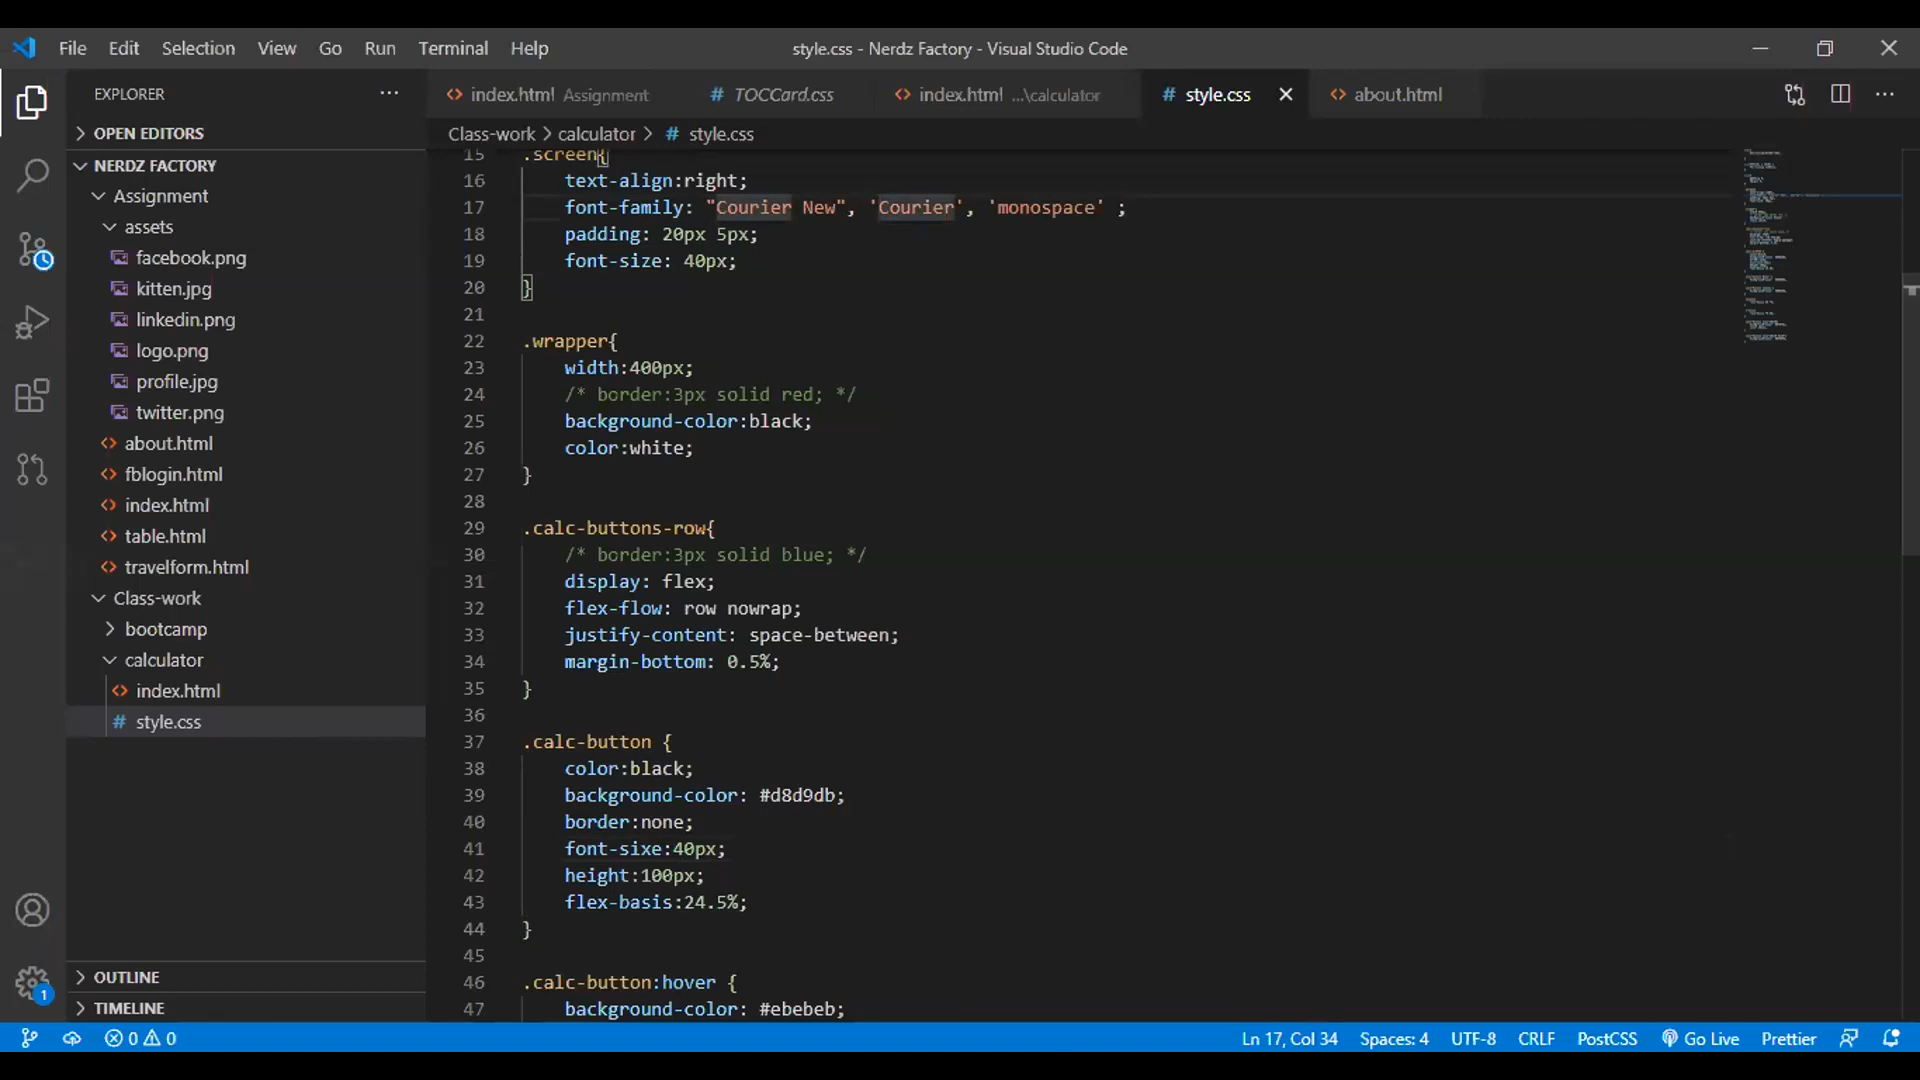 File Edit Selection View Go Run Terminal Help
style.css - Nerdz Factory - Visual Studio Code
EXPLORER
index.html Assignment
# TOCCard.css
index.html ...\calculator
# style.css
about.html
OPEN EDITORS
NERDZ FACTORY
Assignment
assets
facebook.png
kitten.jpg
linkedin.png
logo.png
profile.jpg
twitter.png
about.html
fblogin.html
index.html
table.html
travelform.html
Class-work
bootcamp
calculator
index.html
# style.css
OUTLINE
TIMELINE
Class-work > calculator > # style.css
15 .screen{
16 text-align:right;
17 font-family: "Courier New", 'Courier', 'monospace' ;
18 padding: 20px 5px;
19 font-size: 40px;
20 }
21
22 .wrapper{
23 width:400px;
24 /* border:3px solid red; */
25 background-color:black;
26 color:white;
27 }
28
29 .calc-buttons-row{
30 /* border:3px solid blue; */
31 display: flex;
32 flex-flow: row nowrap;
33 justify-content: space-between;
34 margin-bottom: 0.5%;
35 }
36
37 .calc-button {
38 color:black;
39 background-color: #d8d9db;
40 border:none;
41 font-sixe:40px;
42 height:100px;
43 flex-basis:24.5%;
44 }
45
46 .calc-button:hover {
47 background-color: #ebebeb;
1
0 0
Ln 17, Col 34 Spaces: 4 UTF-8 CRLF PostCSS Go Live Prettier